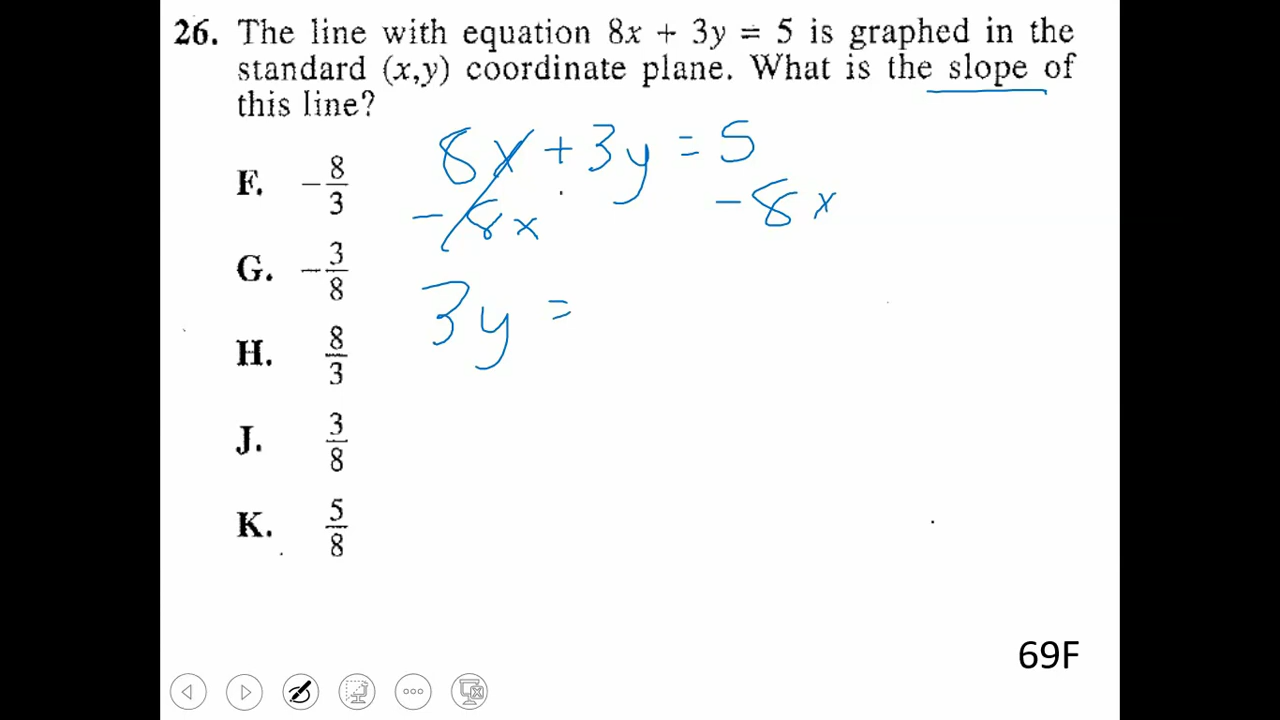 26. The line with equation 8x + 3y = 5 is graphed in the
standard (x,y) coordinate plane. What is the slope of
this line?
8x + 3y = 5
F. -8/3
- 8x - 8x
G. -3/8
3y =
H. 8/3
J. 3/8
K. 5/8
69F